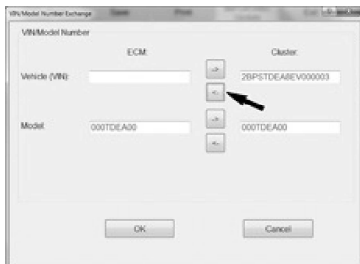 VIN/Model Number Exchange
VIN/Model Number
ECM: Cluster:
Vehicle (VIN): -> 2BPSTDEA8EV000003
<-
Model: 000TDEA00 -> 000TDEA00
<-
OK Cancel